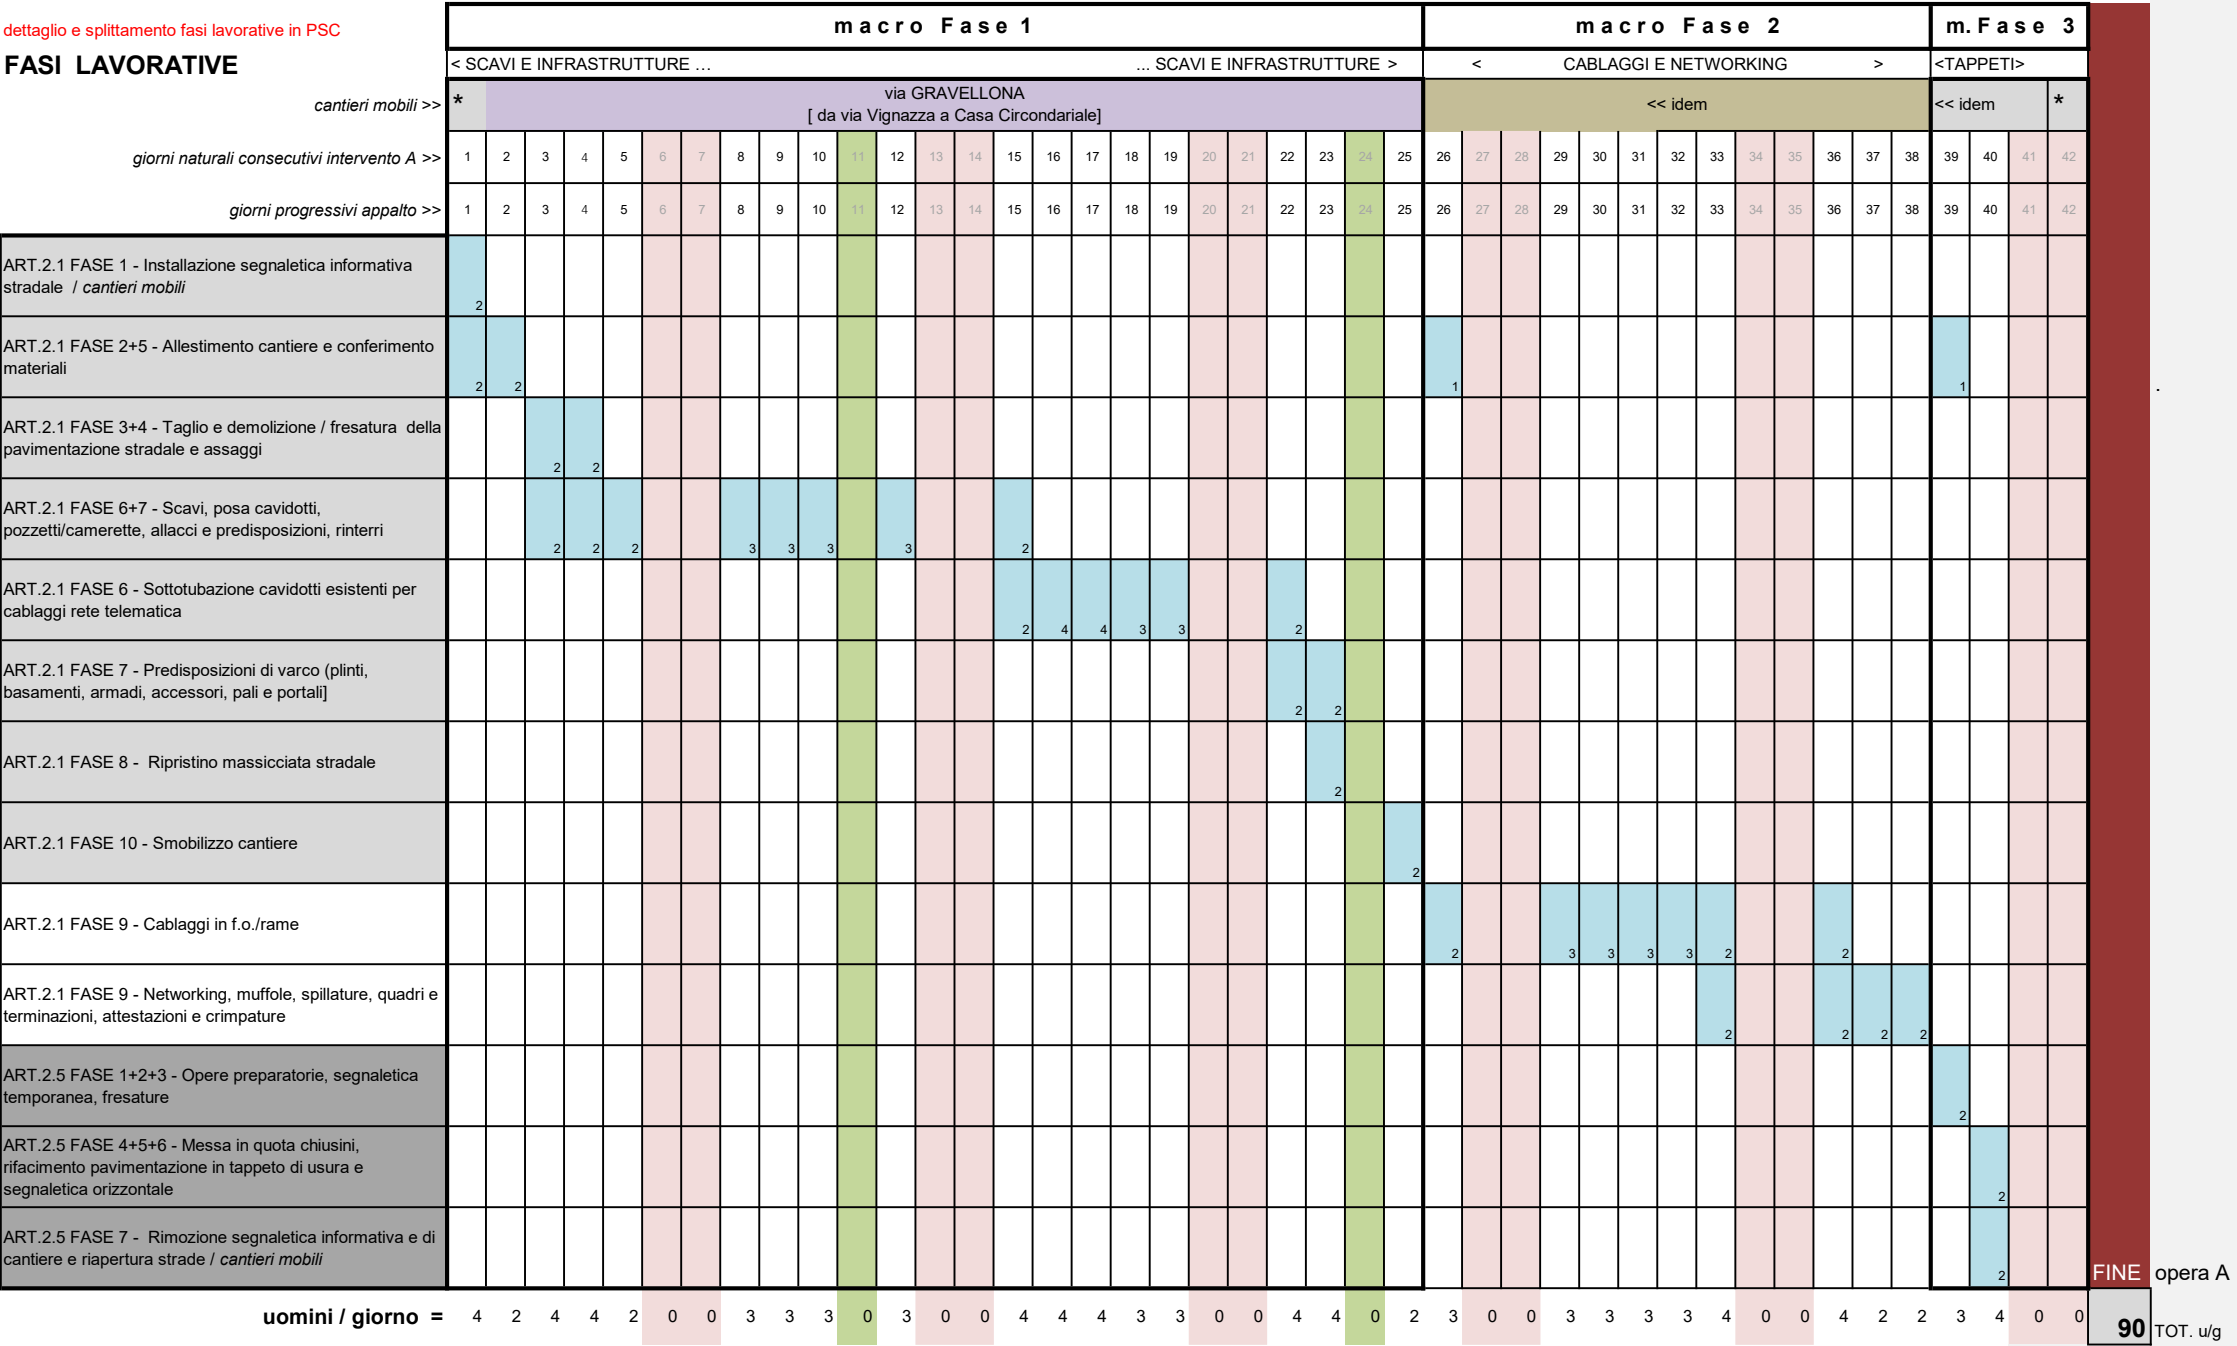 dettaglio e splittamento fasi lavorative in PSC
macro Fase 1 macro Fase 2 m. Fase 3
FASI LAVORATIVE
< SCAVI E INFRASTRUTTURE … ... SCAVI E INFRASTRUTTURE > < CABLAGGI E NETWORKING > <TAPPETI>
cantieri mobili >> * via GRAVELLONA << idem << idem *
[ da via Vignazza a Casa Circondariale]
giorni naturali consecutivi intervento A >> 1 2 3 4 5 6 7 8 9 10 11 12 13 14 15 16 17 18 19 20 21 22 23 24 25 26 27 28 29 30 31 32 33 34 35 36 37 38 39 40 41 42
giorni progressivi appalto >> 1 2 3 4 5 6 7 8 9 10 11 12 13 14 15 16 17 18 19 20 21 22 23 24 25 26 27 28 29 30 31 32 33 34 35 36 37 38 39 40 41 42
ART.2.1 FASE 1 - Installazione segnaletica informativa
stradale / cantieri mobili
2
ART.2.1 FASE 2+5 - Allestimento cantiere e conferimento
materiali
2 2 1 1
.
ART.2.1 FASE 3+4 - Taglio e demolizione / fresatura della
pavimentazione stradale e assaggi
2 2
ART.2.1 FASE 6+7 - Scavi, posa cavidotti,
pozzetti/camerette, allacci e predisposizioni, rinterri
2 2 2 3 3 3 3 2
ART.2.1 FASE 6 - Sottotubazione cavidotti esistenti per
cablaggi rete telematica
2 4 4 3 3 2
ART.2.1 FASE 7 - Predisposizioni di varco (plinti,
basamenti, armadi, accessori, pali e portali]
2 2
ART.2.1 FASE 8 - Ripristino massicciata stradale
2
ART.2.1 FASE 10 - Smobilizzo cantiere
2
ART.2.1 FASE 9 - Cablaggi in f.o./rame
2 3 3 3 3 2 2
ART.2.1 FASE 9 - Networking, muffole, spillature, quadri e
terminazioni, attestazioni e crimpature
2 2 2 2
ART.2.5 FASE 1+2+3 - Opere preparatorie, segnaletica
temporanea, fresature
2
ART.2.5 FASE 4+5+6 - Messa in quota chiusini,
rifacimento pavimentazione in tappeto di usura e
segnaletica orizzontale
2
ART.2.5 FASE 7 - Rimozione segnaletica informativa e di
cantiere e riapertura strade / cantieri mobili
2
FINE opera A
uomini / giorno = 4 2 4 4 2 0 0 3 3 3 0 3 0 0 4 4 4 3 3 0 0 4 4 0 2 3 0 0 3 3 3 3 4 0 0 4 2 2 3 4 0 0 90 TOT. u/g